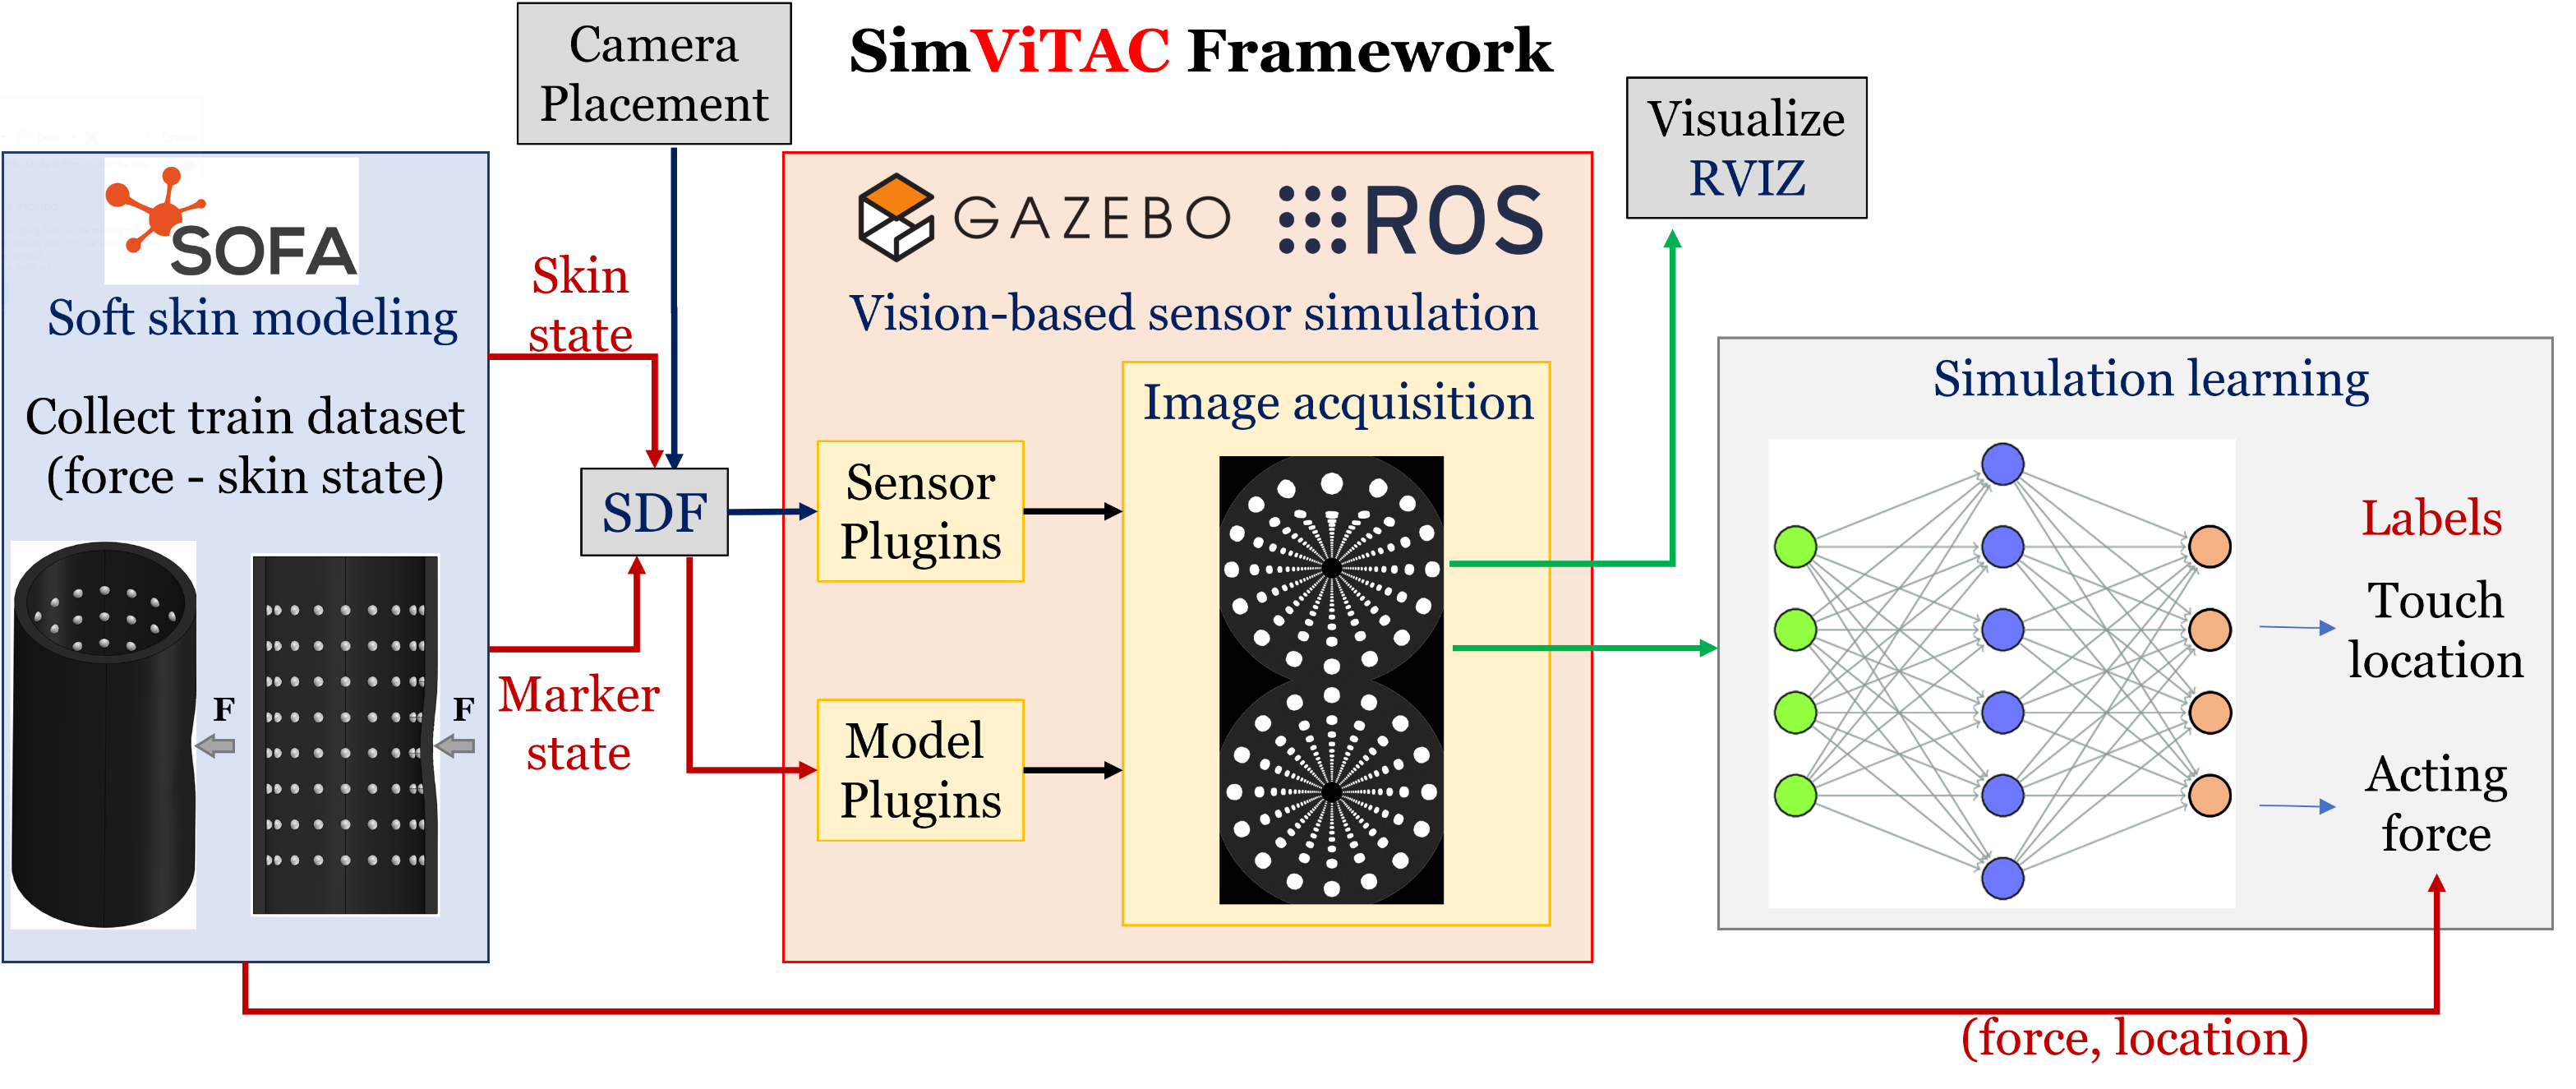 SimViTAC Framework
Camera
Placement
SOFA
Soft skin modeling
Collect train dataset
(force - skin state)
F
F
Skin
state
Marker
state
SDF
GAZEBO
ROS
Vision-based sensor simulation
Sensor
Plugins
Model
Plugins
Image acquisition
Visualize
RVIZ
Simulation learning
Labels
Touch
location
Acting
force
(force, location)